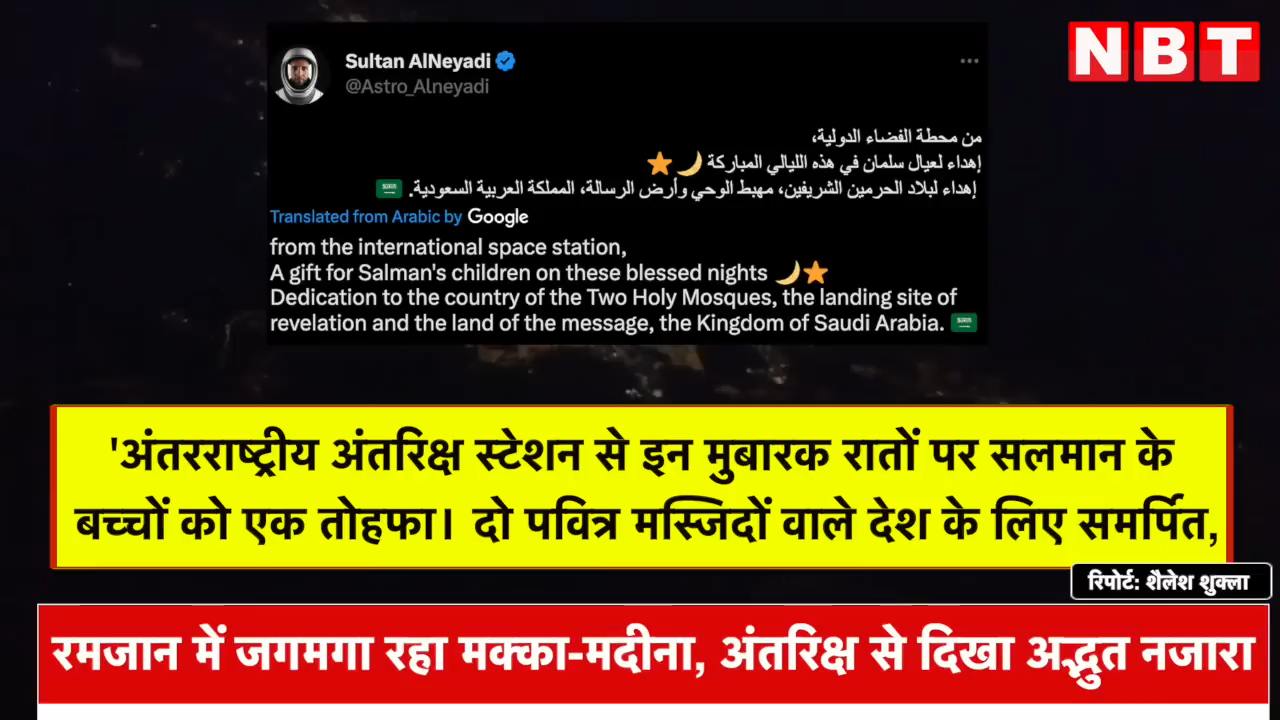 NBT
Sultan AlNeyadi
@Astro_Alneyadi
من محطة الفضاء الدولية،
إهداء لعيال سلمان في هذه الليالي المباركة 🌙⭐
إهداء لبلاد الحرمين الشريفين، مهبط الوحي وأرض الرسالة، المملكة العربية السعودية. 🇸🇦
Translated from Arabic by Google
from the international space station,
A gift for Salman's children on these blessed nights 🌙⭐
Dedication to the country of the Two Holy Mosques, the landing site of
revelation and the land of the message, the Kingdom of Saudi Arabia. 🇸🇦
'अंतरराष्ट्रीय अंतरिक्ष स्टेशन से इन मुबारक रातों पर सलमान के
बच्चों को एक तोहफा। दो पवित्र मस्जिदों वाले देश के लिए समर्पित,
रिपोर्ट: शैलेश शुक्ला
रमजान में जगमगा रहा मक्का-मदीना, अंतरिक्ष से दिखा अद्भुत नजारा